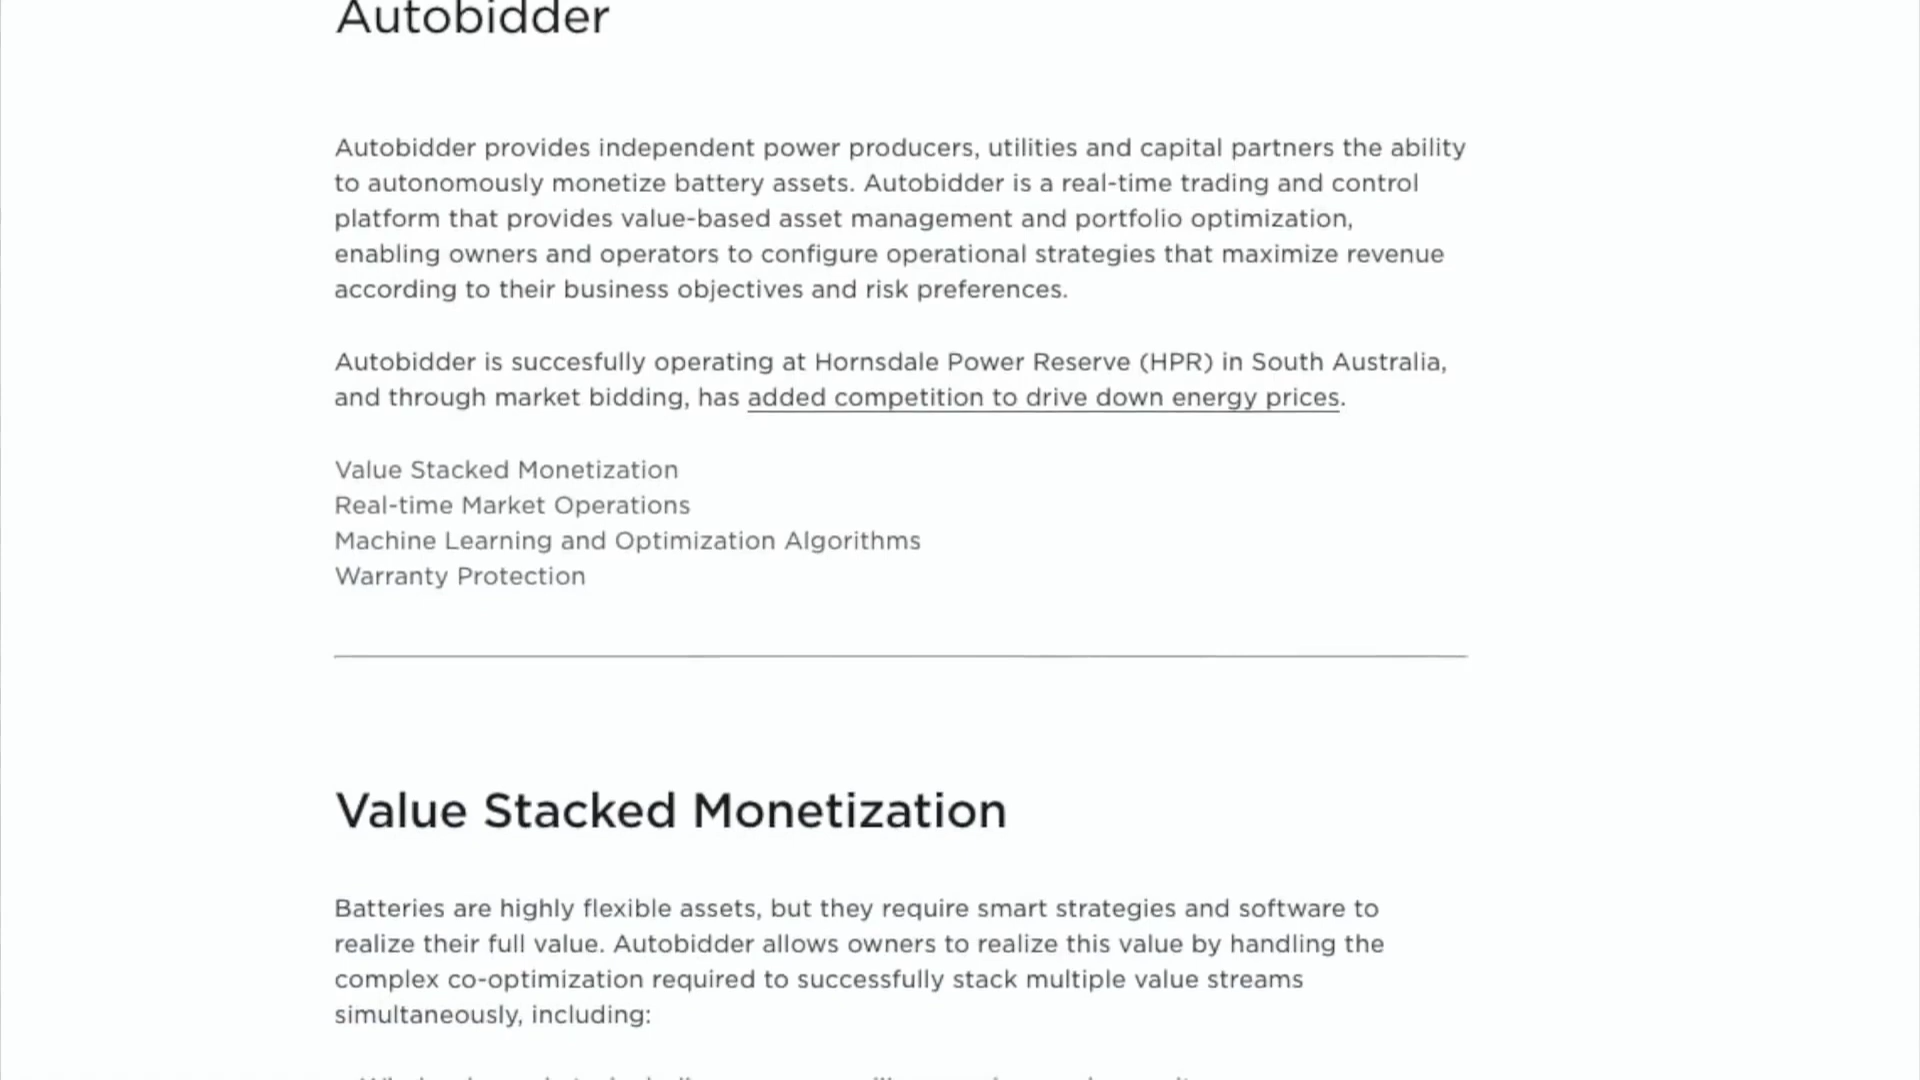 Autobidder
Autobidder provides independent power producers, utilities and capital partners the ability
to autonomously monetize battery assets. Autobidder is a real-time trading and control
platform that provides value-based asset management and portfolio optimization,
enabling owners and operators to configure operational strategies that maximize revenue
according to their business objectives and risk preferences.
Autobidder is succesfully operating at Hornsdale Power Reserve (HPR) in South Australia,
and through market bidding, has added competition to drive down energy prices.
Value Stacked Monetization
Real-time Market Operations
Machine Learning and Optimization Algorithms
Warranty Protection
Value Stacked Monetization
Batteries are highly flexible assets, but they require smart strategies and software to
realize their full value. Autobidder allows owners to realize this value by handling the
complex co-optimization required to successfully stack multiple value streams
simultaneously, including: